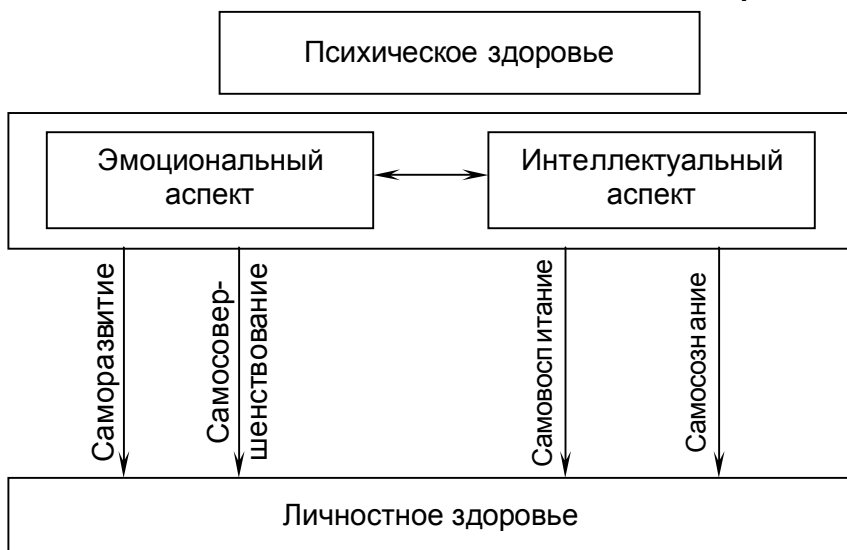 Психическое здоровье
Эмоциональный
аспект
Интеллектуальный
аспект
Саморазвитие
Самосовер-
шенствование
Самовоспитание
Самосознание
Личностное здоровье